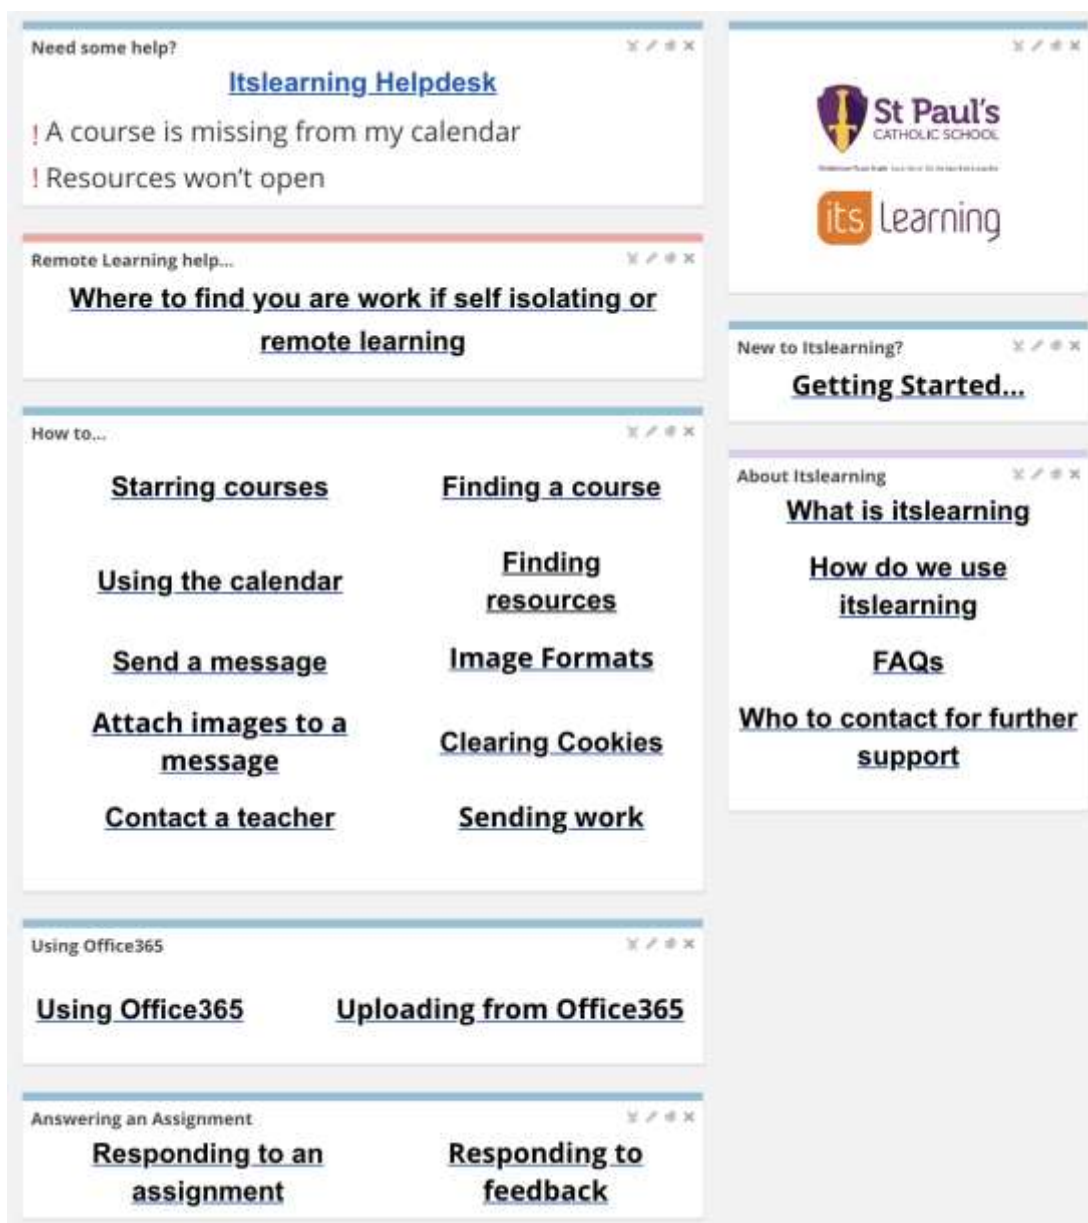 Need some help?
Itslearning Helpdesk
! A course is missing from my calendar
! Resources won't open
Remote Learning help...
Where to find you are work if self isolating or
remote learning
How to...
Starring courses
Finding a course
Using the calendar
Finding
resources
Send a message
Image Formats
Attach images to a
message
Clearing Cookies
Contact a teacher
Sending work
Using Office365
Using Office365
Uploading from Office365
Answering an Assignment
Responding to an
assignment
Responding to
feedback
St Paul's
CATHOLIC SCHOOL
its learning
New to Itslearning?
Getting Started...
About Itslearning
What is itslearning
How do we use
itslearning
FAQs
Who to contact for further
support